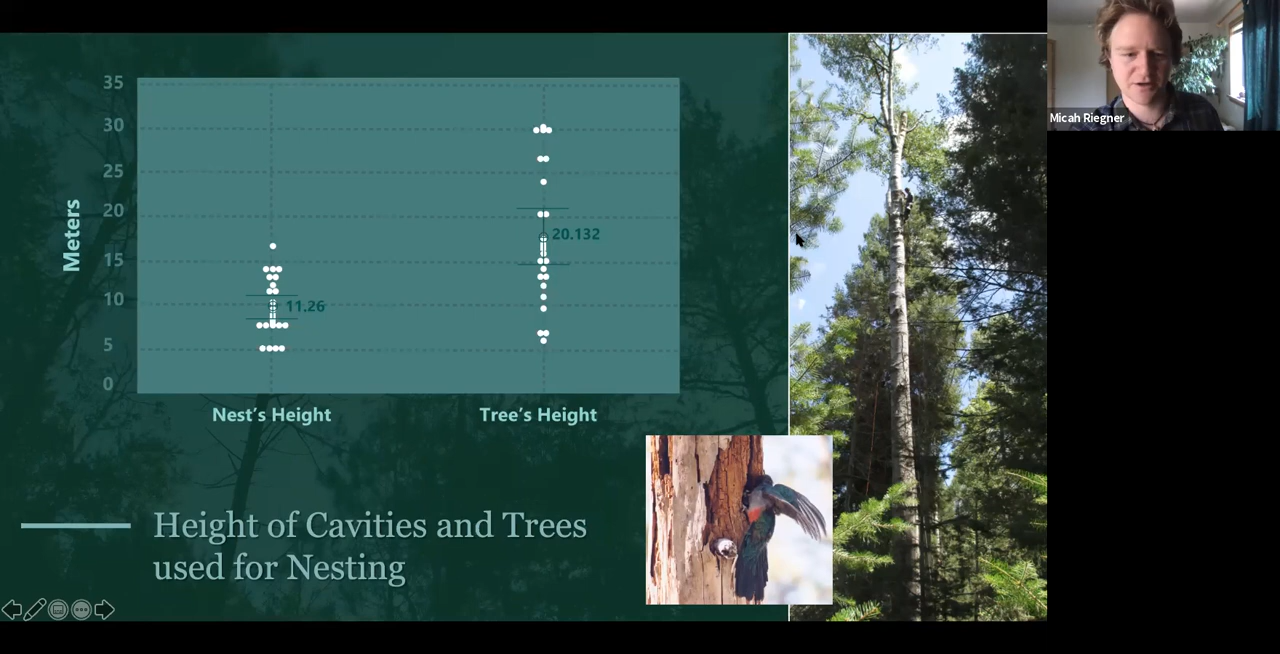 35
30
25
20
15
10
5
0
Meters
20.132
11.26
Nest’s Height
Tree’s Height
Height of Cavities and Trees
used for Nesting
Micah Riegner